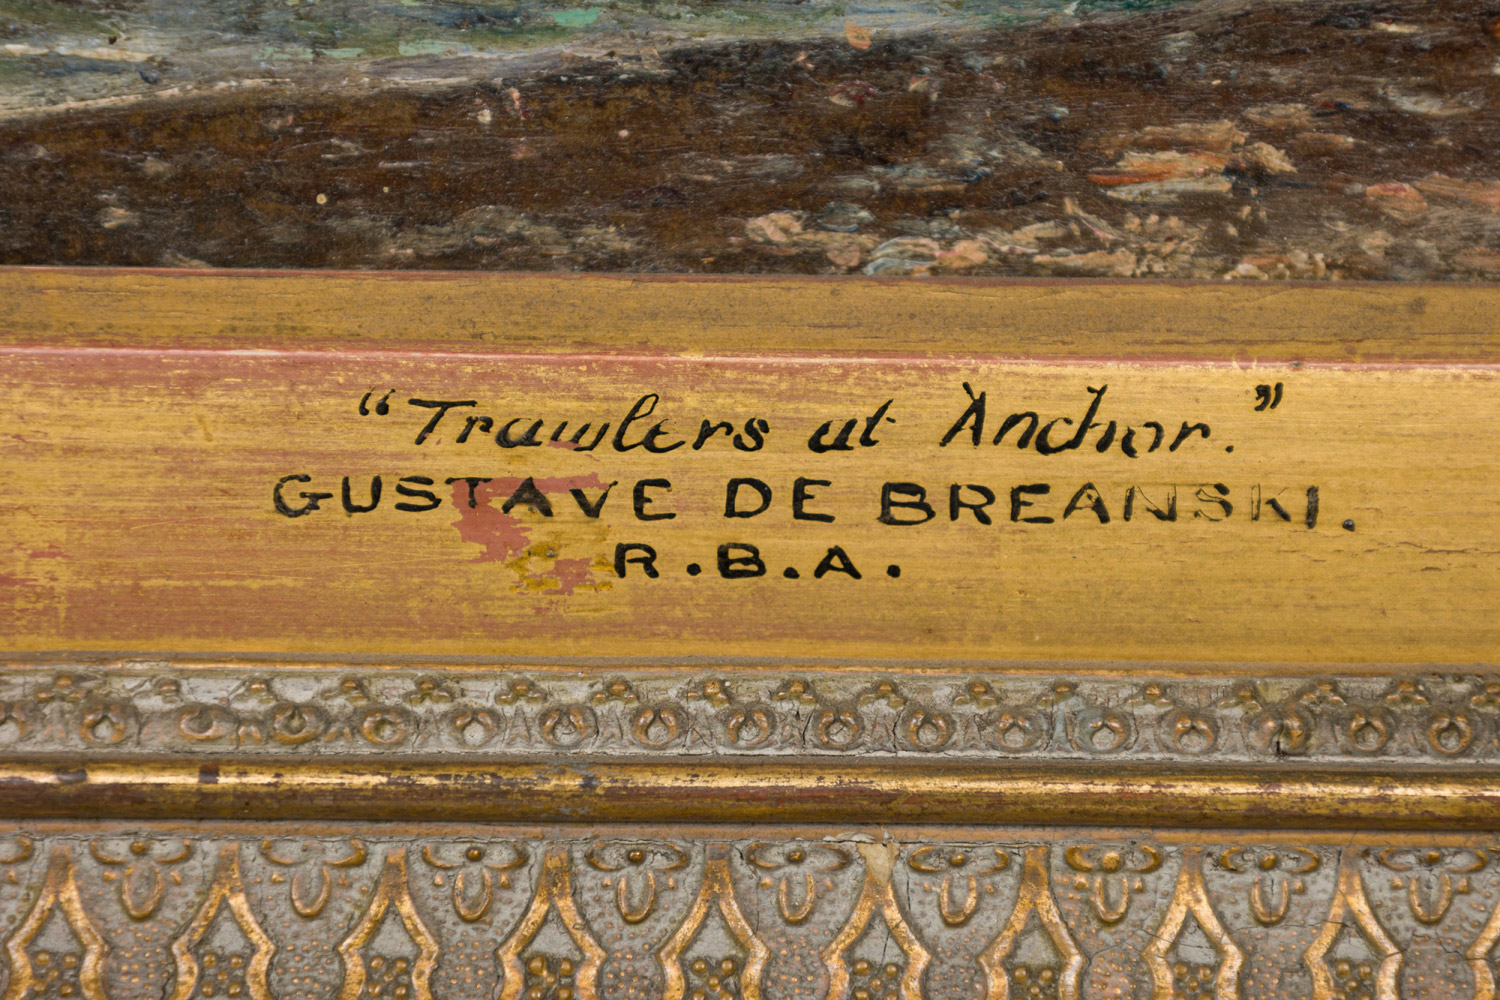 “Trawlers at Anchor.”
GUSTAVE DE BREANSKI.
R.B.A.